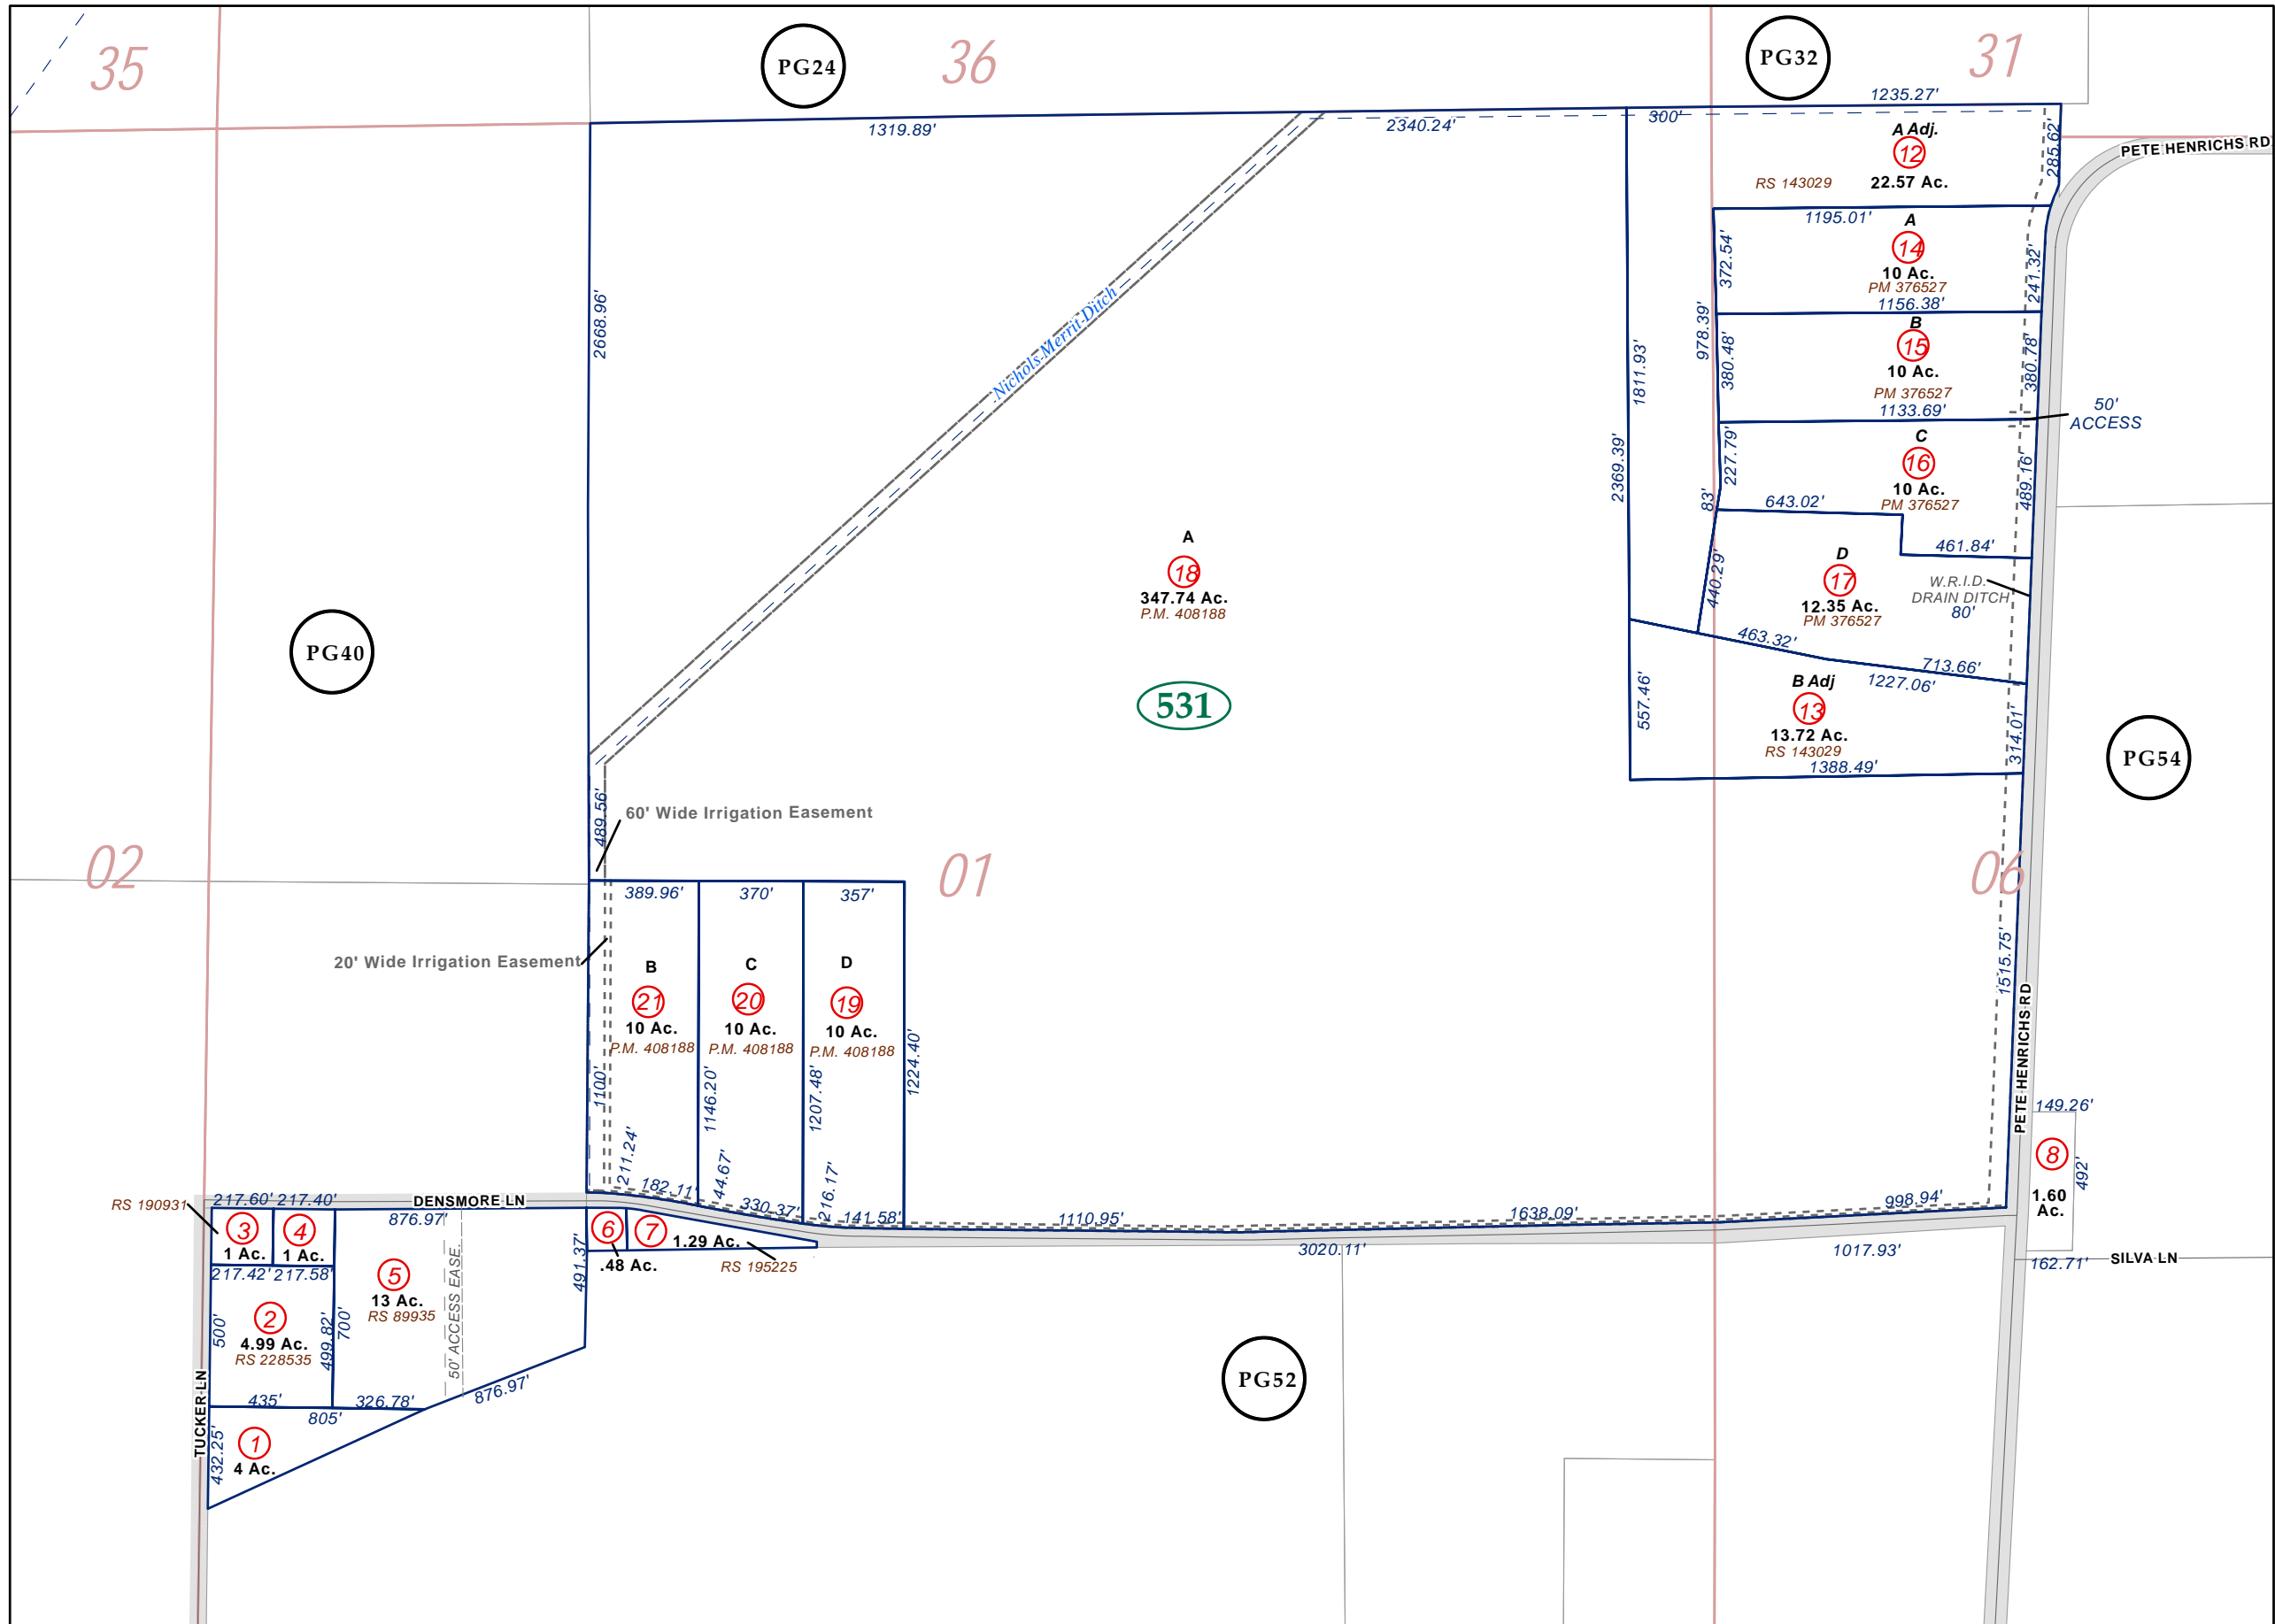 35
PG24
36
PG32
31
1319.89'
2340.24'
300'
1235.27'
A Adj.
12
RS 143029
22.57 Ac.
285.62'
PETE HENRICHS RD
1195.01'
A
14
10 Ac.
PM 376527
1156.38'
372.54'
241.32'
2668.96'
Nichols-Merrit-Ditch
978.39'
1811.93'
2369.39'
B
15
10 Ac.
PM 376527
1133.69'
380.48'
380.78'
50'
ACCESS
C
16
10 Ac.
PM 376527
227.79'
83'
489.16'
643.02'
461.84'
D
17
12.35 Ac.
PM 376527
440.29'
W.R.I.D.
DRAIN DITCH
80'
463.32'
713.66'
1227.06'
A
18
347.74 Ac.
P.M. 408188
531
PG40
B Adj
13
13.72 Ac.
RS 143029
557.46'
314.01'
1388.49'
PG54
489.56'
60' Wide Irrigation Easement
02
01
06
389.96'
370'
357'
20' Wide Irrigation Easement
B
21
10 Ac.
P.M. 408188
C
20
10 Ac.
P.M. 408188
D
19
10 Ac.
P.M. 408188
1100'
1146.20'
1207.48'
1224.40'
1515.75'
PETE HENRICHS RD
211.24'
182.11'
44.67'
330.37'
216.17'
141.58'
1110.95'
1638.09'
998.94'
3020.11'
1017.93'
149.26'
8
1.60
Ac.
492'
162.71'
SILVA LN
RS 190931
217.60'
217.40'
DENSMORE LN
876.97'
3
1 Ac.
4
1 Ac.
217.42'
217.58'
5
13 Ac.
RS 89935
50' ACCESS EASE.
491.37'
6
.48 Ac.
7
1.29 Ac.
RS 195225
2
4.99 Ac.
RS 228535
500'
499.82'
700'
435'
326.78'
805'
876.97'
TUCKER LN
432.25'
1
4 Ac.
PG52